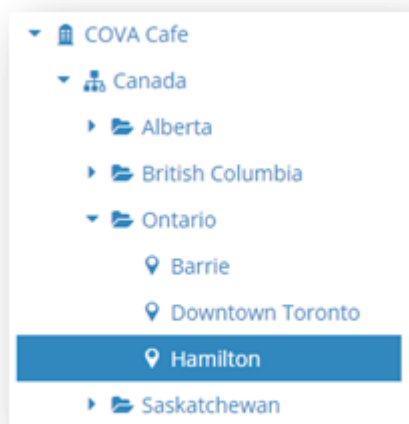 COVA Cafe
Canada
Alberta
British Columbia
Ontario
Barrie
Downtown Toronto
Hamilton
Saskatchewan